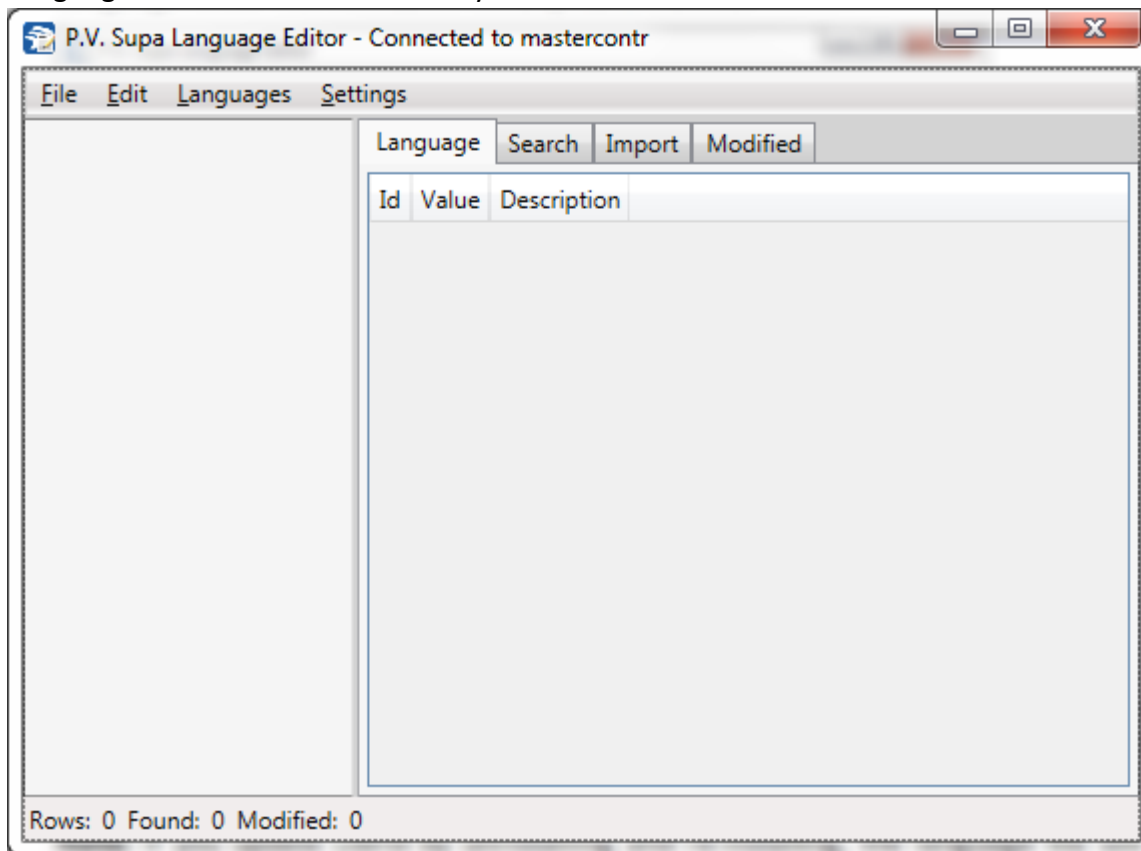 P.V. Supa Language Editor - Connected to mastercontr
File Edit Languages Settings
Language Search Import Modified
Id Value Description
Rows: 0 Found: 0 Modified: 0